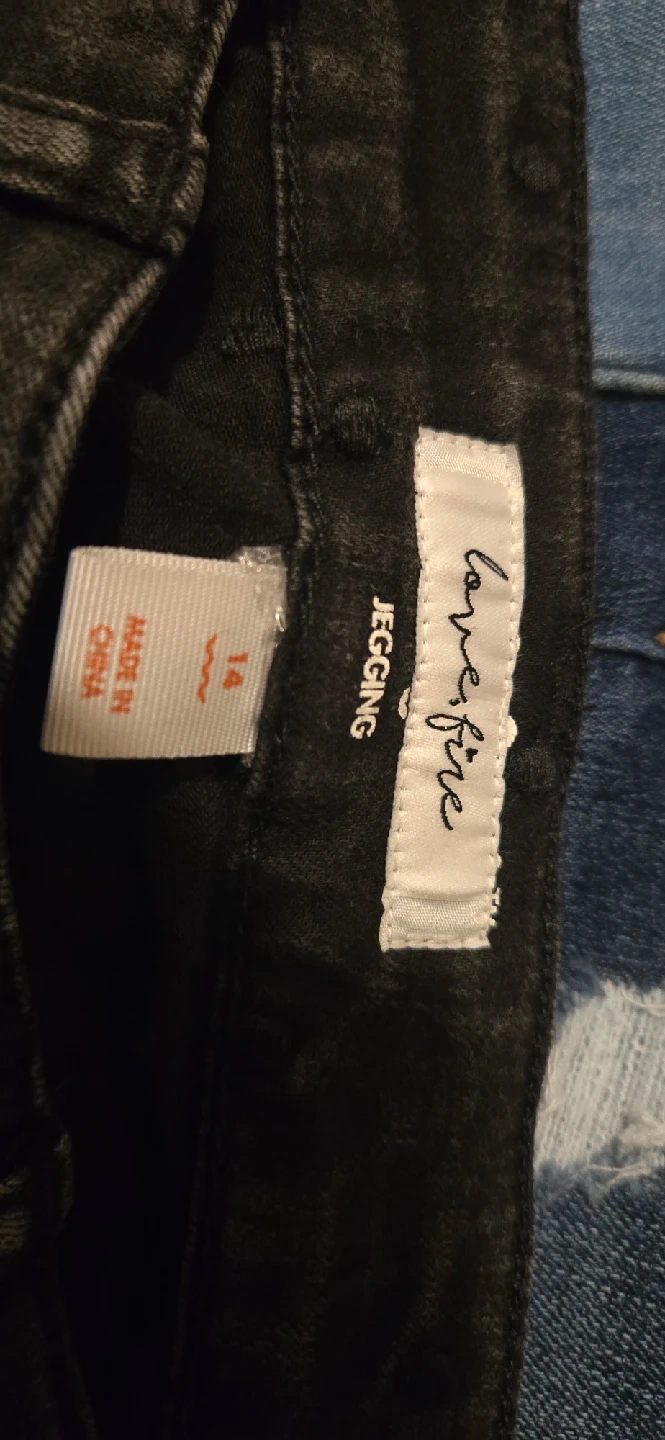 love, fire
JEGGING
14
MADE IN
CHINA